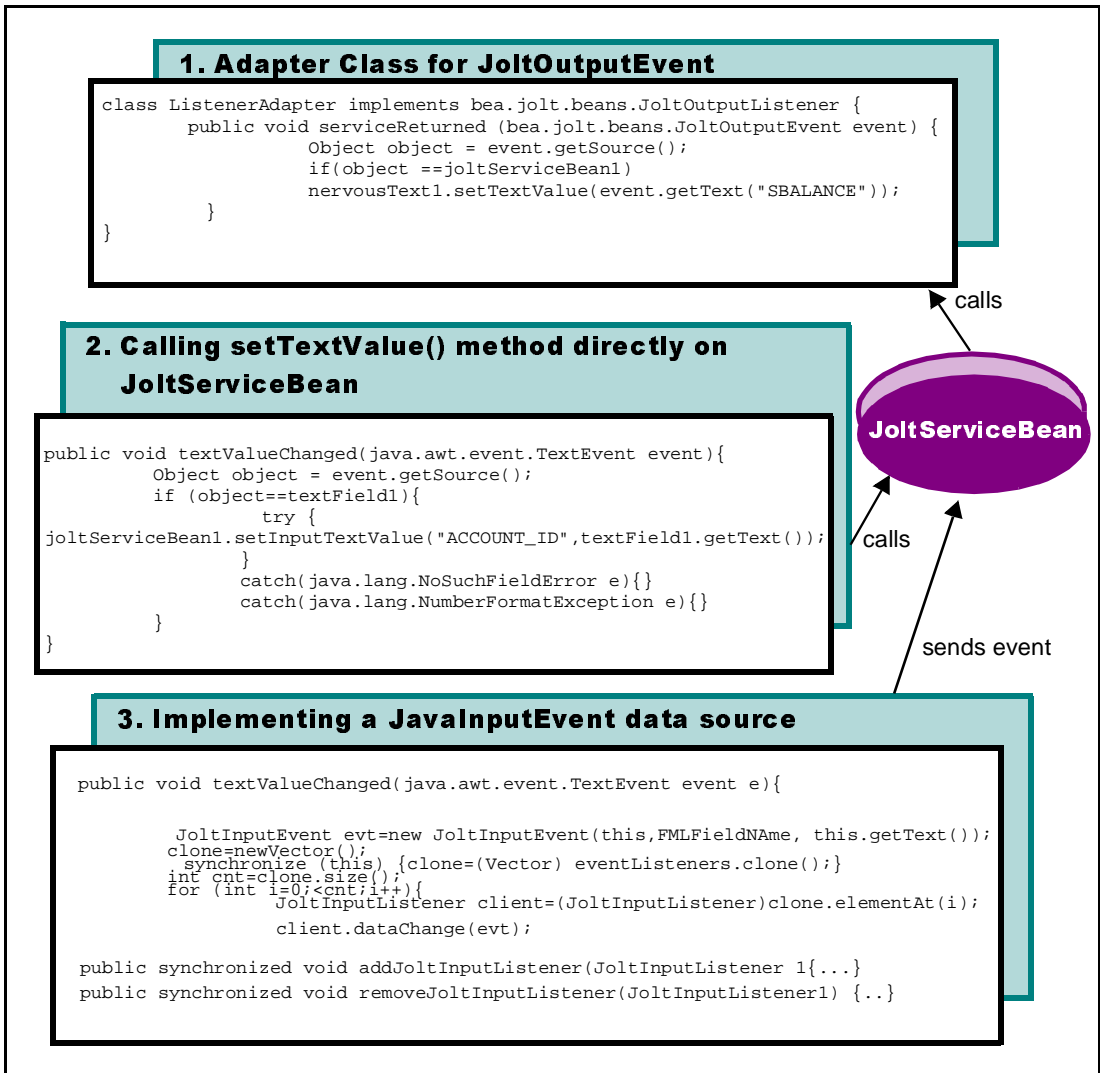 1. Adapter Class for JoltOutputEvent
class ListenerAdapter implements bea.jolt.beans.JoltOutputListener {
public void serviceReturned (bea.jolt.beans.JoltOutputEvent event) {
Object object = event.getSource();
if(object ==joltServiceBean1)
nervousText1.setTextValue(event.getText("SBALANCE"));
}
}
calls
2. Calling setTextValue() method directly on
JoltServiceBean
JoltServiceBean
public void textValueChanged(java.awt.event.TextEvent event){
Object object = event.getSource();
if (object==textField1){
try {
joltServiceBean1.setInputTextValue("ACCOUNT_ID",textField1.getText());
}
catch(java.lang.NoSuchFieldError e){}
catch(java.lang.NumberFormatException e){}
}
}
calls
sends event
3. Implementing a JavaInputEvent data source
public void textValueChanged(java.awt.event.TextEvent event e){
JoltInputEvent evt=new JoltInputEvent(this,FMLFieldNAme, this.getText());
clone=newVector();
synchronize (this) {clone=(Vector) eventListeners.clone();}
int cnt=clone.size();
for (int i=0;<cnt;i++){
JoltInputListener client=(JoltInputListener)clone.elementAt(i);
client.dataChange(evt);
public synchronized void addJoltInputListener(JoltInputListener 1{...}
public synchronized void removeJoltInputListener(JoltInputListener1) {..}